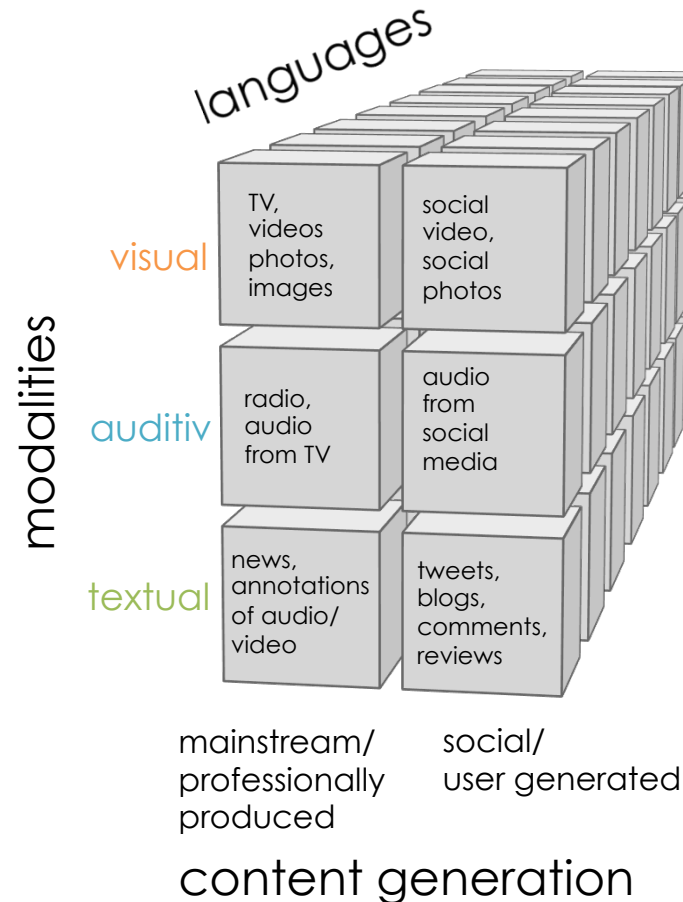 languages
modalities
visual
TV,
videos
photos,
images
social
video,
social
photos
auditiv
radio,
audio
from TV
audio
from
social
media
textual
news,
annotations
of audio/
video
tweets,
blogs,
comments,
reviews
mainstream/
professionally
produced
social/
user generated
content generation